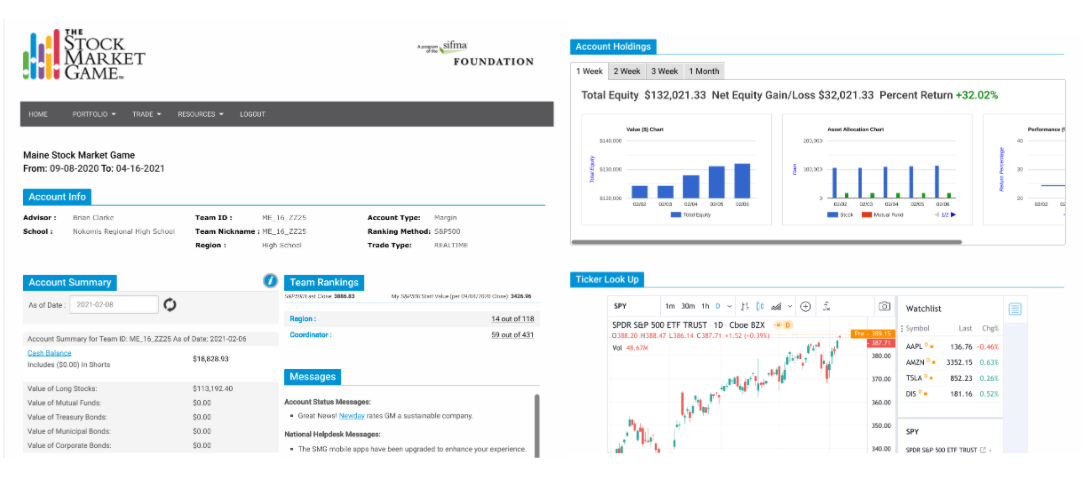 THE
STOCK
MARKET
GAME™
A program of the sifma
FOUNDATION
HOME PORTFOLIO TRADE RESOURCES LOGOUT
Maine Stock Market Game
From: 09-08-2020 To: 04-16-2021
Account Info
Advisor : Brian Clarke Team ID : ME_16_ZZ25 Account Type: Margin
School : Nokomis Regional High School Team Nickname : ME_16_ZZ25 Ranking Method: S&P500
Region : High School Trade Type: REALTIME
Account Summary
As of Date : 2021-02-08
Account Summary for Team ID: ME_16_ZZ25 As of Date: 2021-02-06
Cash Balance
Includes ($0.00) in Shorts $18,828.93
Value of Long Stocks: $113,192.40
Value of Mutual Funds: $0.00
Value of Treasury Bonds: $0.00
Value of Municipal Bonds: $0.00
Value of Corporate Bonds: $0.00
i
Team Rankings
S&P500 Last Close: 3886.83 My S&P500 Start Value (per 09/08/2020 Close): 3426.96
Region : 14 out of 118
Coordinator : 59 out of 431
Messages
Account Status Messages:
Great News! Newday rates GM a sustainable company.
National Helpdesk Messages:
The SMG mobile apps have been upgraded to enhance your experience.
Account Holdings
1 Week 2 Week 3 Week 1 Month
Total Equity $132,021.33 Net Equity Gain/Loss $32,021.33 Percent Return +32.02%
Value ($) Chart
Total Equity
$140,000
$130,000
$120,000
02/02 02/03 02/04 02/05
Total Equity
Asset Allocation Chart
Gain
200,000
100,000
0
02/02 02/03 02/04 02/05 02/08
Stock Mutual Fund 1/2
Performance (
Return Percentage
40
30
20
02/02
Ticker Look Up
SPY 1m 30m 1h D
SPDR S&P 500 ETF TRUST 1D Cboe BZX D
O388.20 H388.47 L386.14 C387.71 +1.52 (+0.39%)
Vol 48.67M
Pre 389.15
387.71
380.00
370.00
360.00
350.00
340.00
Watchlist
Symbol Last Chg%
AAPL D 136.76 -0.46%
AMZN D 3352.15 0.63%
TSLA D 852.23 0.26%
DIS D 181.16 0.52%
SPY
SPDR S&P 500 ETF TRUST